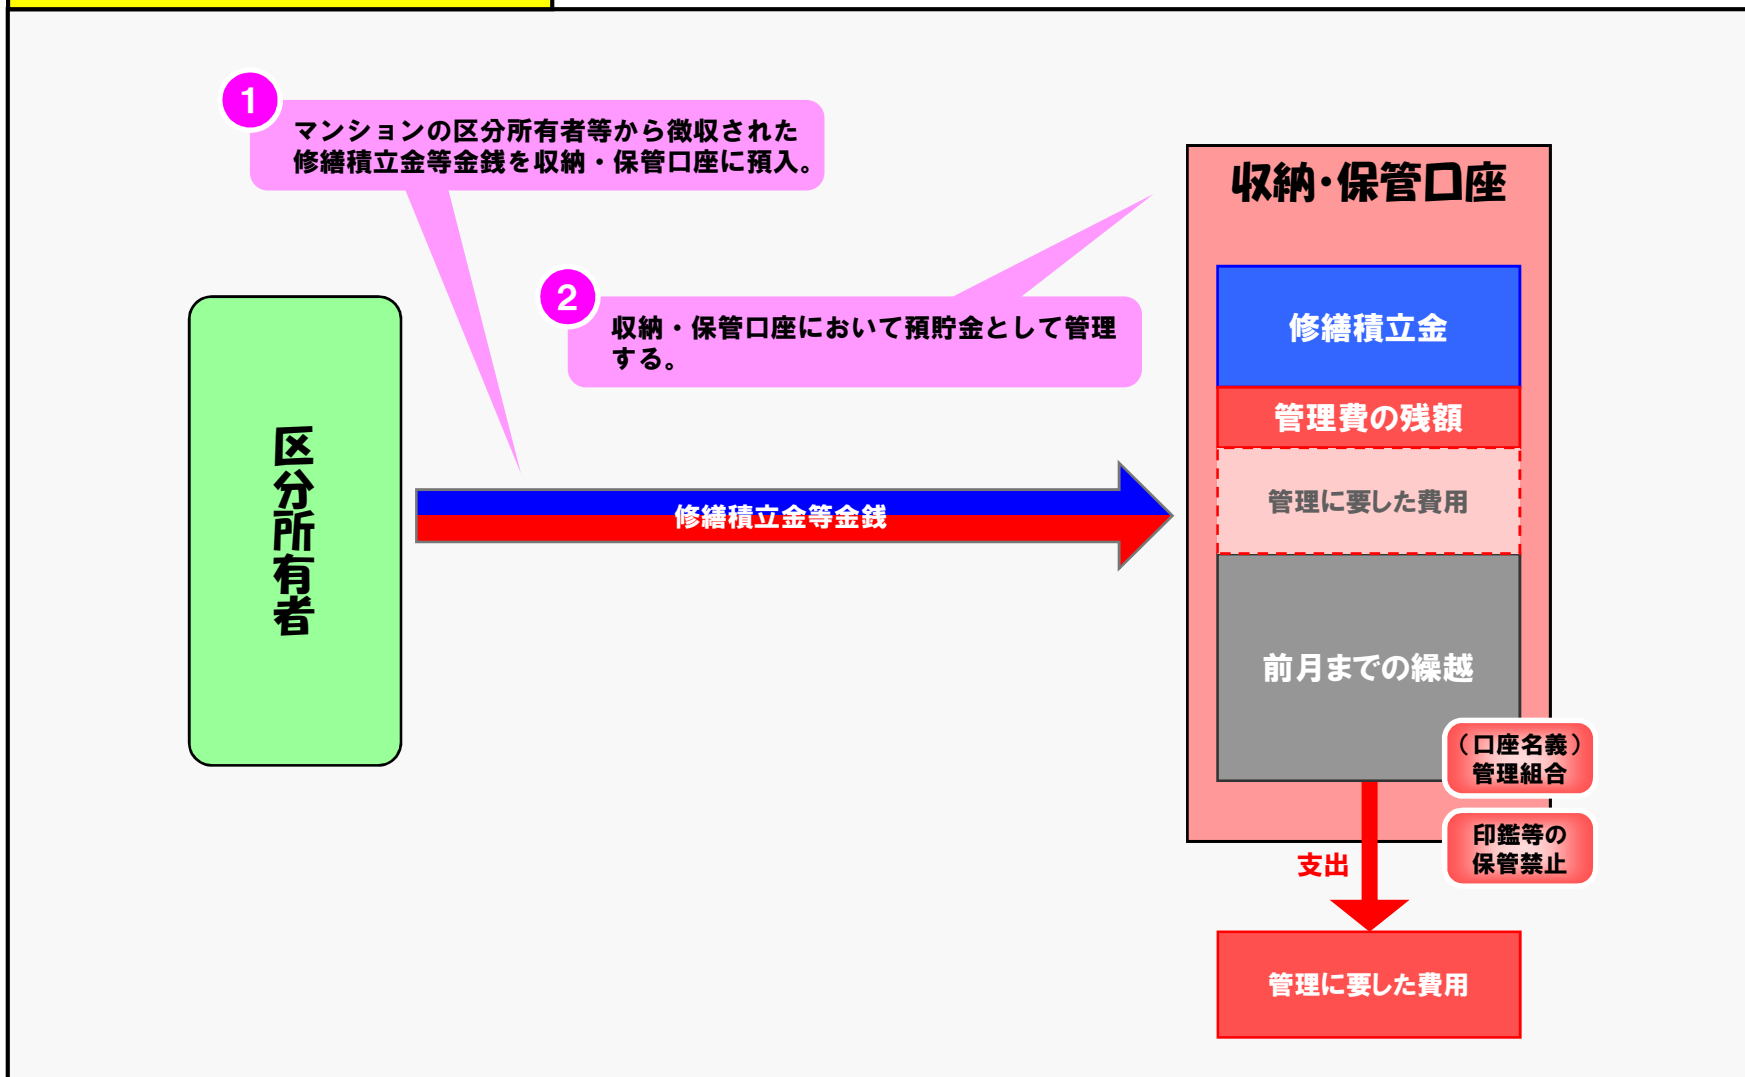 1
マンションの区分所有者等から徴収された
修繕積立金等金銭を収納・保管口座に預入。
2
収納・保管口座において預貯金として管理
する。
区分所有者
修繕積立金等金銭
収納・保管口座
修繕積立金
管理費の残額
管理に要した費用
前月までの繰越
（口座名義）
管理組合
印鑑等の
保管禁止
支出
管理に要した費用